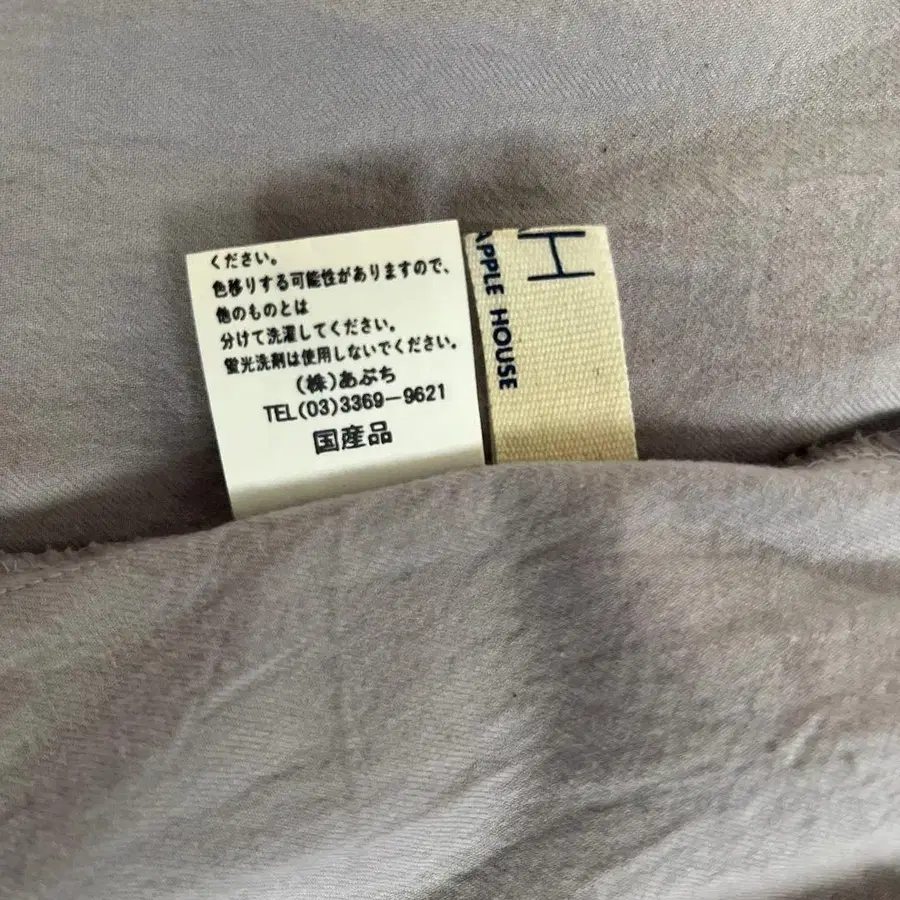 ください。
色移りする可能性がありますので、
他のものとは
分けて洗濯してください。
蛍光洗剤は使用しないでください。
(株)あぷち
TEL(03)3369-9621
国産品
H
APPLE HOUSE